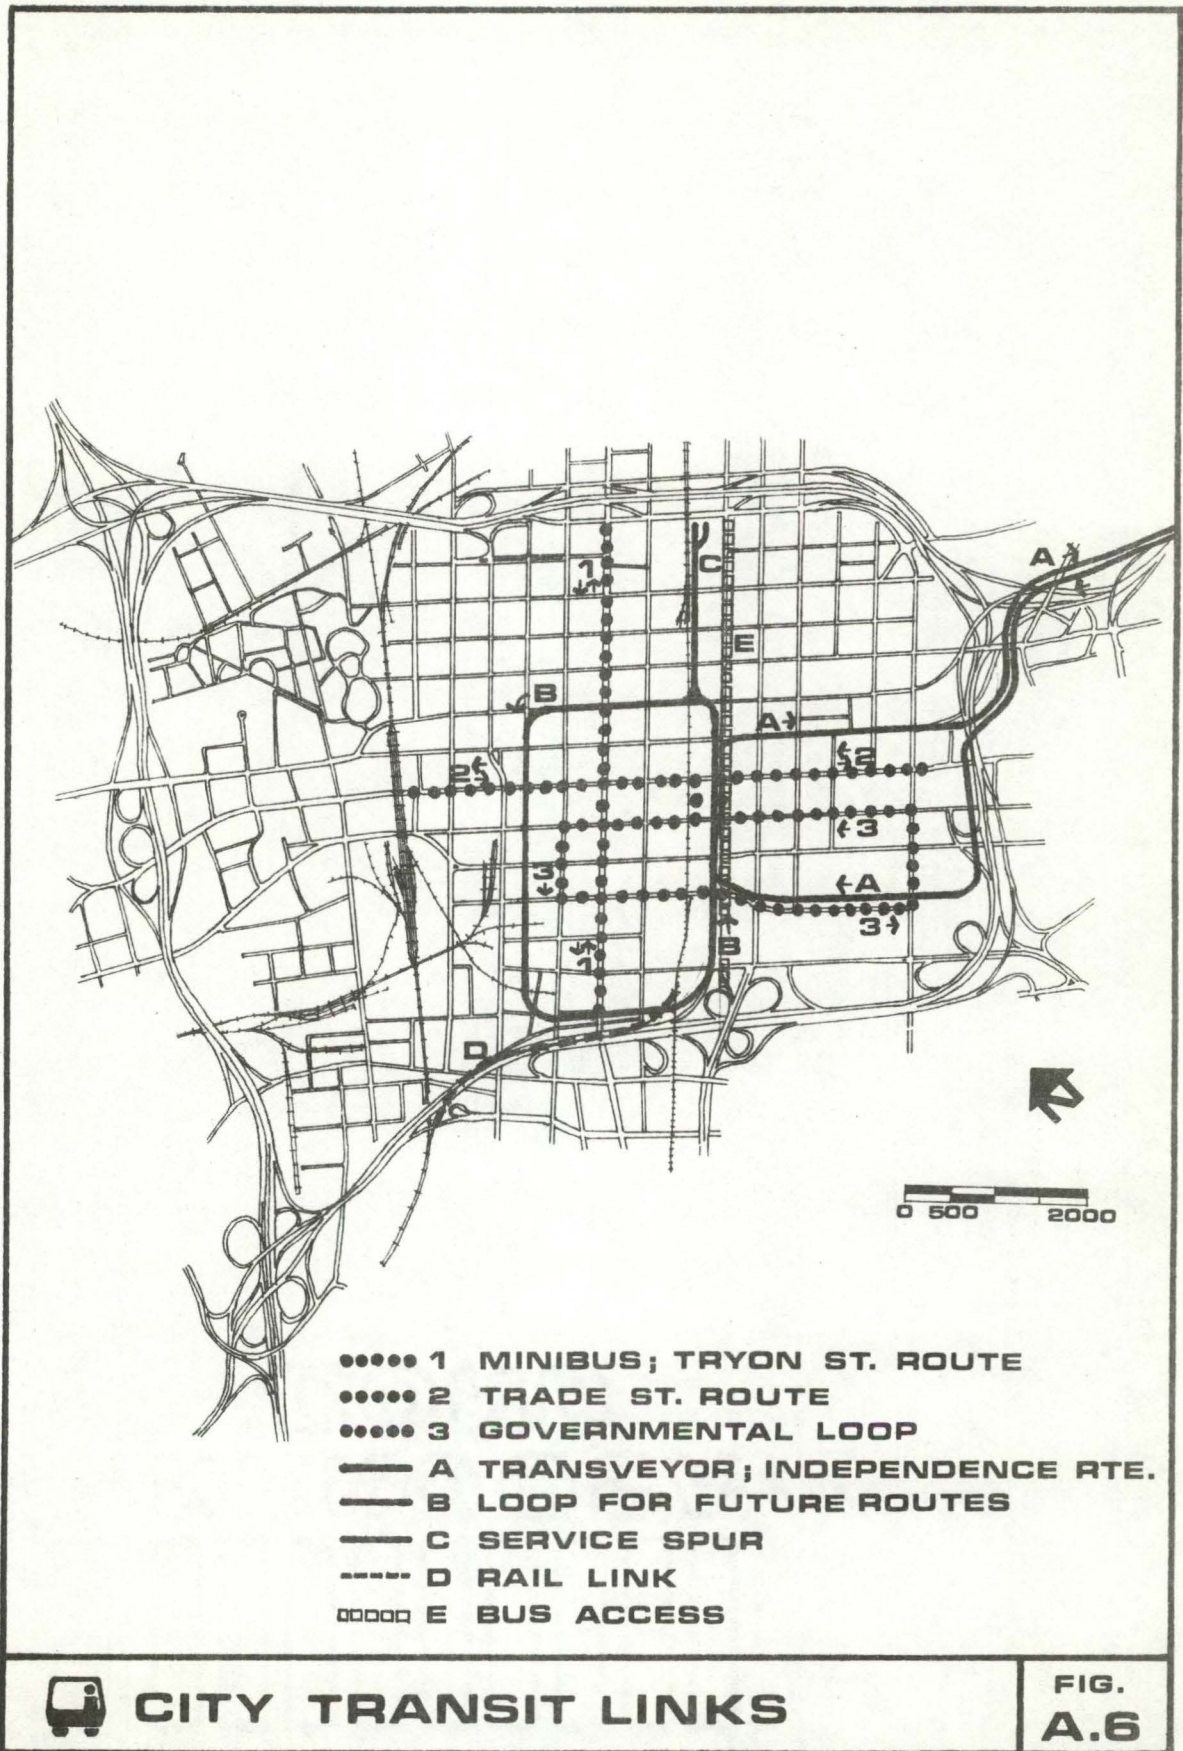 A
1
C
E
B
A
2
2
3
3
A
3
B
1
D
0 500 2000
1 MINIBUS; TRYON ST. ROUTE
2 TRADE ST. ROUTE
3 GOVERNMENTAL LOOP
A TRANSVEYOR; INDEPENDENCE RTE.
B LOOP FOR FUTURE ROUTES
C SERVICE SPUR
D RAIL LINK
E BUS ACCESS
CITY TRANSIT LINKS
FIG.
A.6